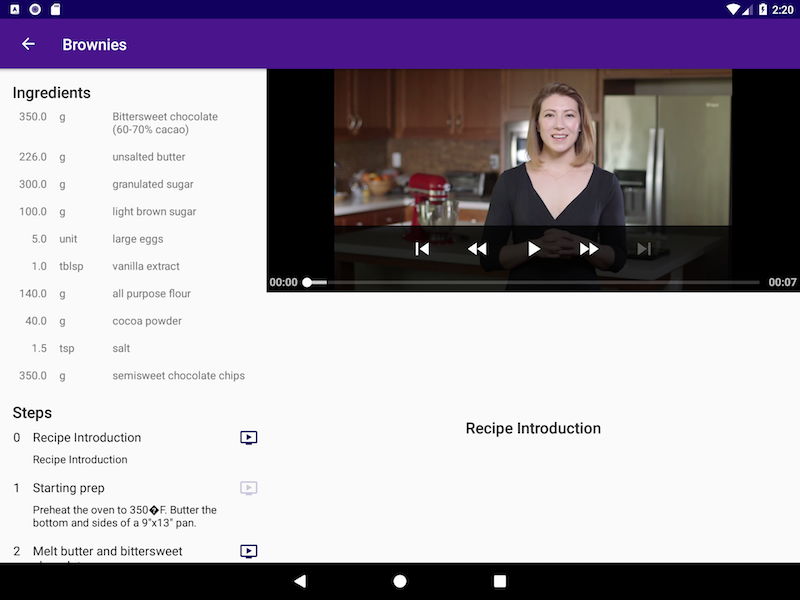 2:20
Brownies
Ingredients
350.0 g Bittersweet chocolate
(60-70% cacao)
226.0 g unsalted butter
300.0 g granulated sugar
100.0 g light brown sugar
5.0 unit large eggs
1.0 tblsp vanilla extract
140.0 g all purpose flour
40.0 g cocoa powder
1.5 tsp salt
350.0 g semisweet chocolate chips
Steps
0 Recipe Introduction
Recipe Introduction
1 Starting prep
Preheat the oven to 350�F. Butter the
bottom and sides of a 9"x13" pan.
2 Melt butter and bittersweet
00:00 00:07
Recipe Introduction